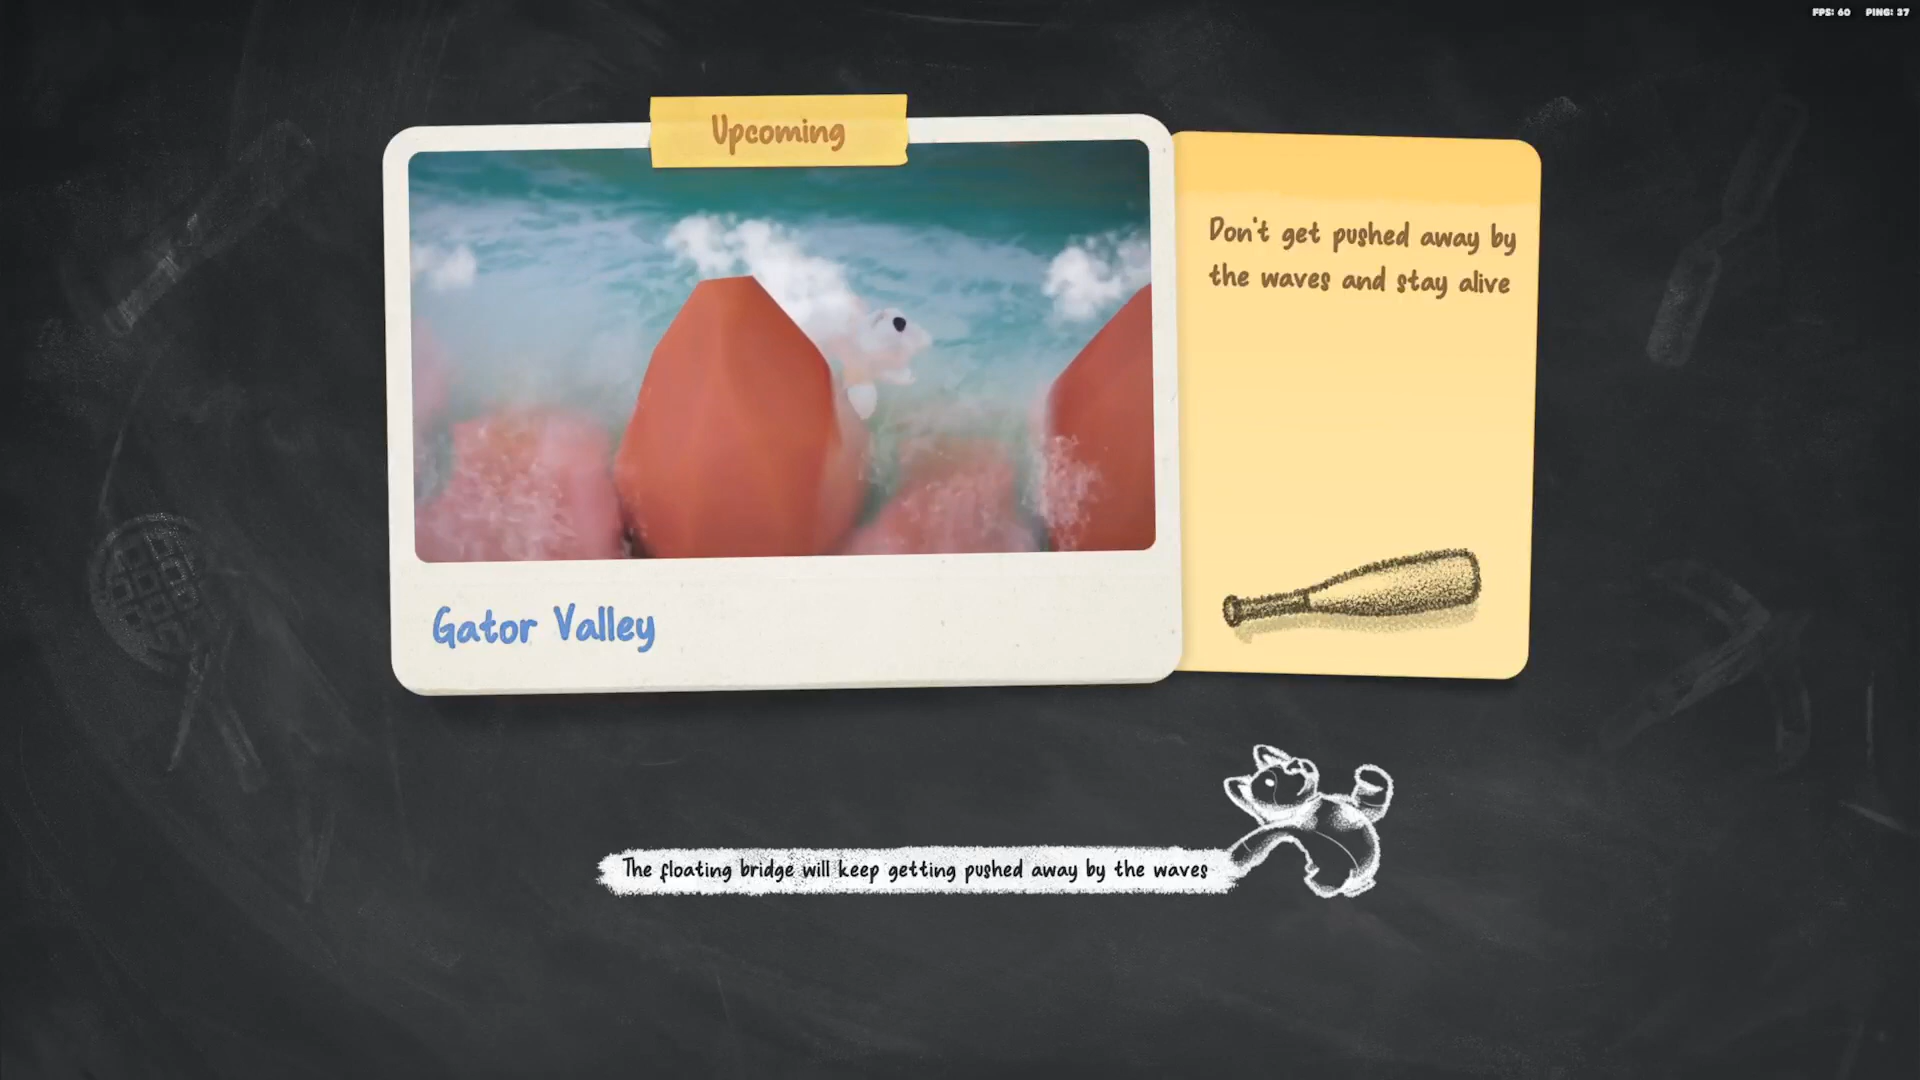 FPS: 60 PING: 37
Upcoming
Don't get pushed away by
the waves and stay alive
Gator Valley
The floating bridge will keep getting pushed away by the waves